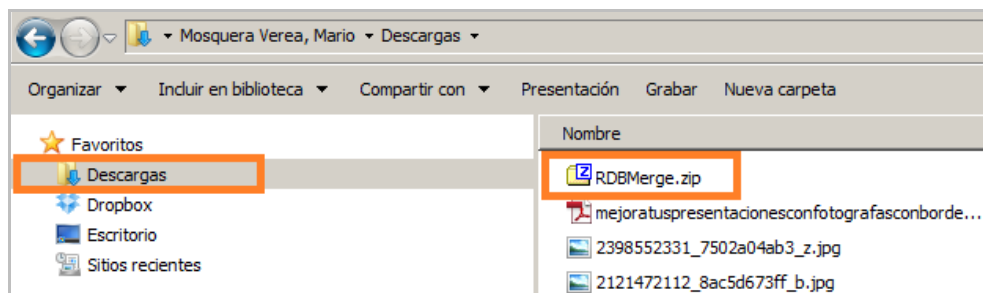 Mosquera Verea, Mario Descargas
Organizar Incluir en biblioteca Compartir con Presentación Grabar Nueva carpeta
Favoritos
Descargas
Dropbox
Escritorio
Sitios recientes
Nombre
RDBMerge.zip
mejoratuspresentacionesconfotografasconborde...
2398552331_7502a04ab3_z.jpg
2121472112_8ac5d673ff_b.jpg